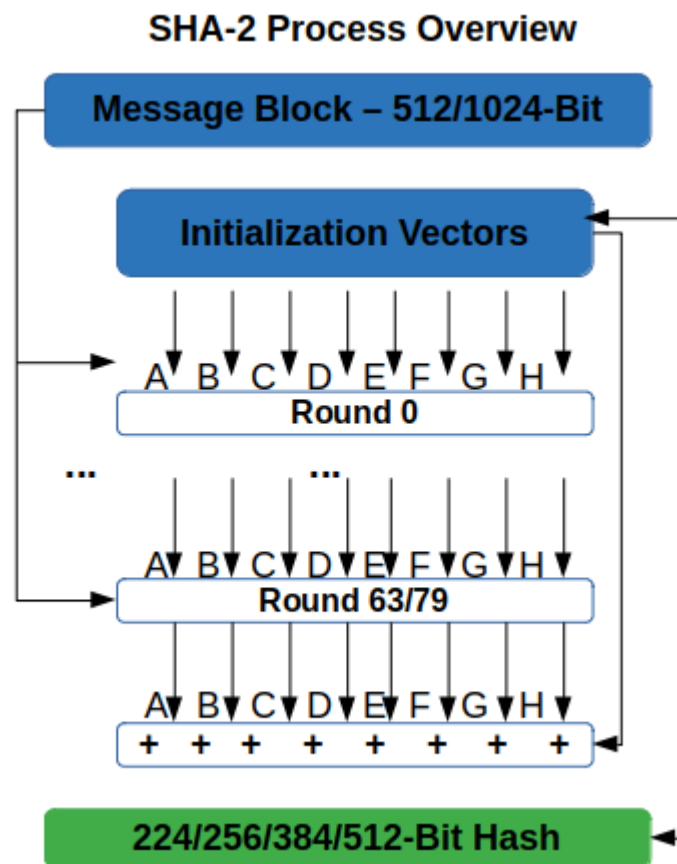 SHA-2 Process Overview
Message Block – 512/1024-Bit
Initialization Vectors
A B C D E F G H
Round 0
... ...
A B C D E F G H
Round 63/79
A B C D E F G H
+ + + + + + + +
224/256/384/512-Bit Hash